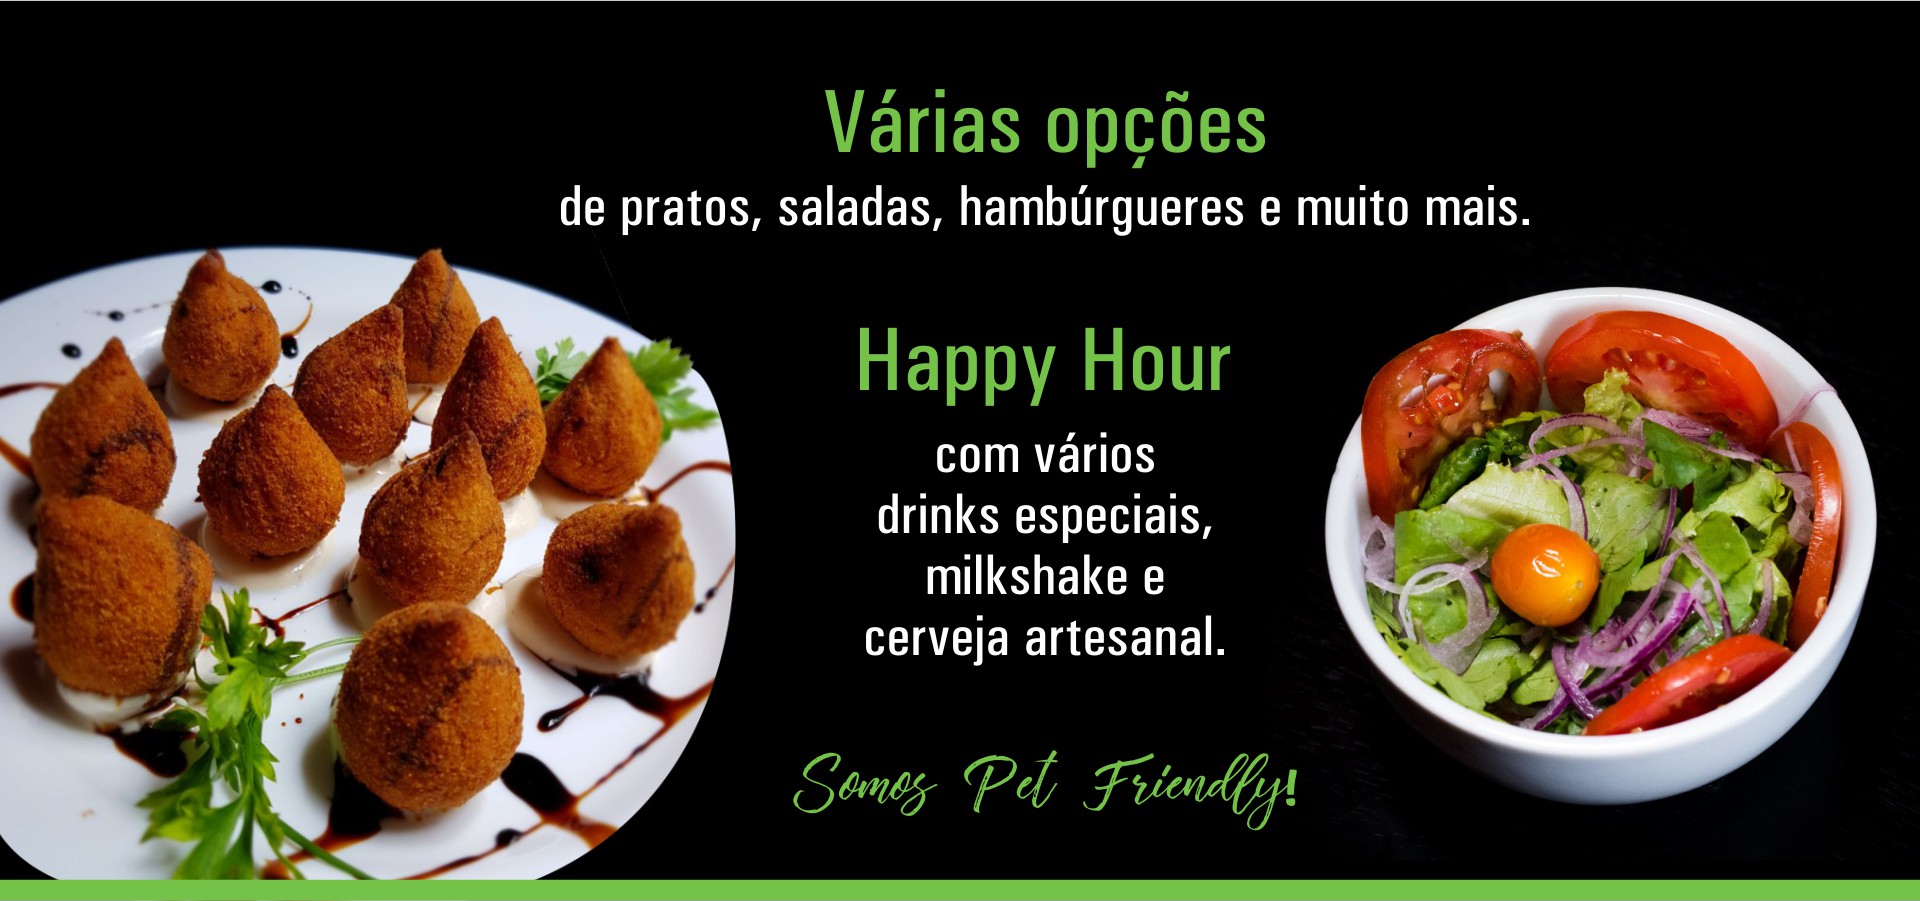 Várias opções
de pratos, saladas, hambúrgueres e muito mais.
Happy Hour
com vários
drinks especiais,
milkshake e
cerveja artesanal.
Somos Pet Friendly!